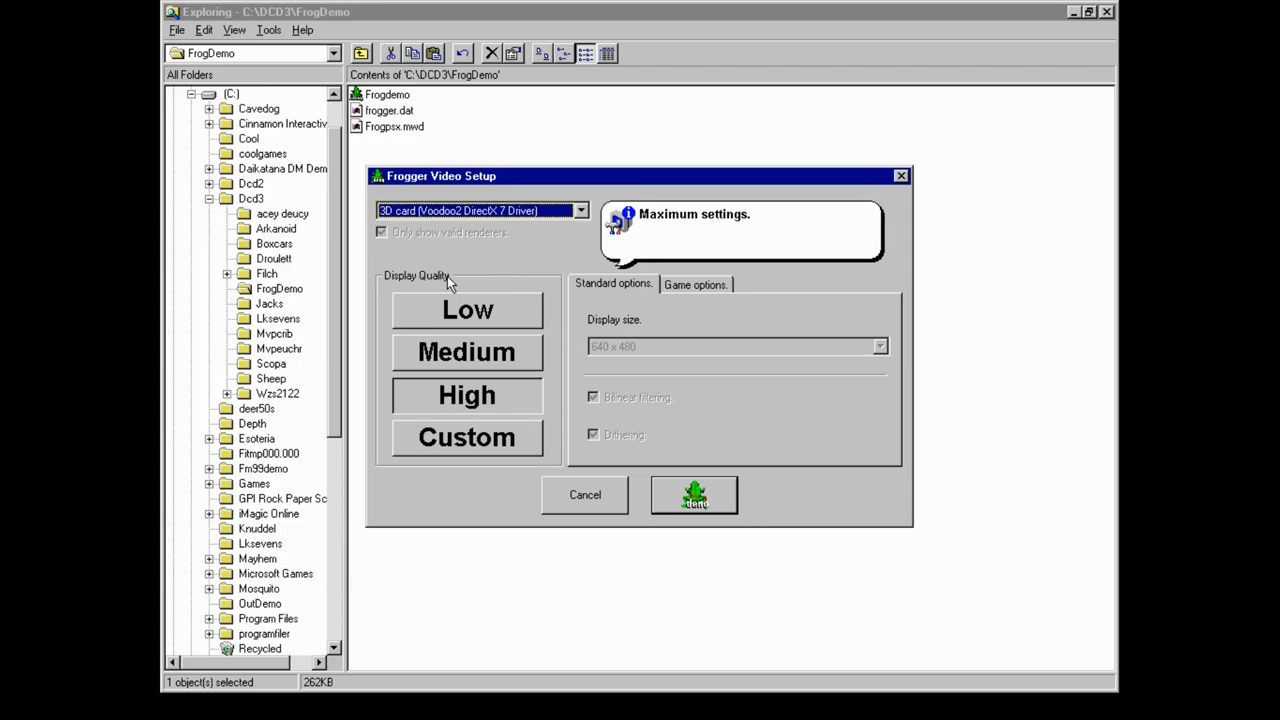 Exploring - C:\DCD3\FrogDemo
File Edit View Tools Help
FrogDemo
All Folders
Contents of 'C:\DCD3\FrogDemo'
(C:)
Cavedog
Cinnamon Interactiv
Cool
coolgames
Daikatana DM Dem
Dcd2
Dcd3
acey deucy
Arkanoid
Boxcars
Droulett
Filch
FrogDemo
Jacks
Lksevens
Mvpcrib
Mvpeuchr
Scopa
Sheep
Wzs2122
deer50s
Depth
Esoteria
Fitmp000.000
Fm99demo
Games
GPI Rock Paper Sc
iMagic Online
Knuddel
Lksevens
Mayhem
Microsoft Games
Mosquito
OutDemo
Program Files
programfiler
Recycled
Frogdemo
frogger.dat
Frogpsx.mwd
Frogger Video Setup
3D card (Voodoo2 DirectX 7 Driver)
Only show valid renderers.
Maximum settings.
Display Quality
Low
Medium
High
Custom
Standard options.
Game options.
Display size.
640 x 480
Bilinear filtering.
Dithering.
Cancel
demo
1 object(s) selected
262KB